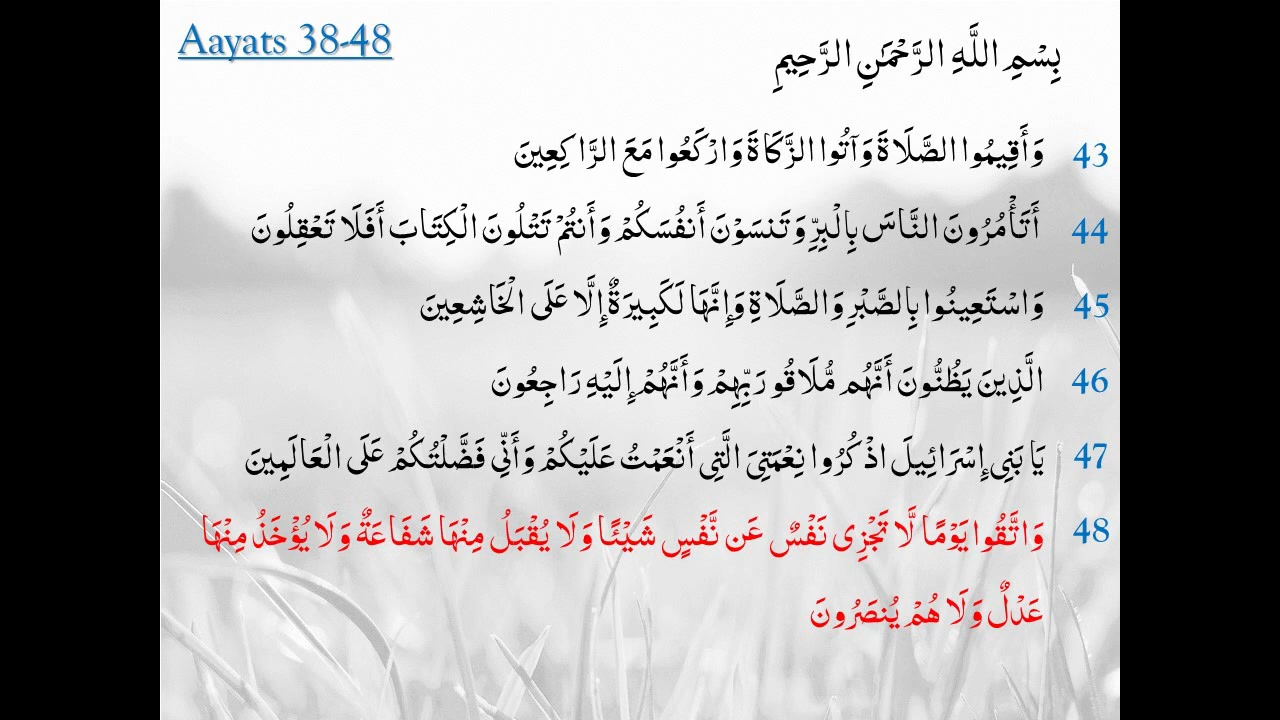 Aayats 38-48
بِسْمِ اللَّهِ الرَّحْمَٰنِ الرَّحِيمِ
43 وَأَقِيمُوا الصَّلَاةَ وَآتُوا الزَّكَاةَ وَارْكَعُوا مَعَ الرَّاكِعِينَ
44 أَتَأْمُرُونَ النَّاسَ بِالْبِرِّ وَتَنسَوْنَ أَنفُسَكُمْ وَأَنتُمْ تَتْلُونَ الْكِتَابَ أَفَلَا تَعْقِلُونَ
45 وَاسْتَعِينُوا بِالصَّبْرِ وَالصَّلَاةِ وَإِنَّهَا لَكَبِيرَةٌ إِلَّا عَلَى الْخَاشِعِينَ
46 الَّذِينَ يَظُنُّونَ أَنَّهُم مُّلَاقُو رَبِّهِمْ وَأَنَّهُمْ إِلَيْهِ رَاجِعُونَ
47 يَا بَنِي إِسْرَائِيلَ اذْكُرُوا نِعْمَتِيَ الَّتِي أَنْعَمْتُ عَلَيْكُمْ وَأَنِّي فَضَّلْتُكُمْ عَلَى الْعَالَمِينَ
48 وَاتَّقُوا يَوْمًا لَّا تَجْزِي نَفْسٌ عَن نَّفْسٍ شَيْئًا وَلَا يُقْبَلُ مِنْهَا شَفَاعَةٌ وَلَا يُؤْخَذُ مِنْهَا
عَدْلٌ وَلَا هُمْ يُنصَرُونَ